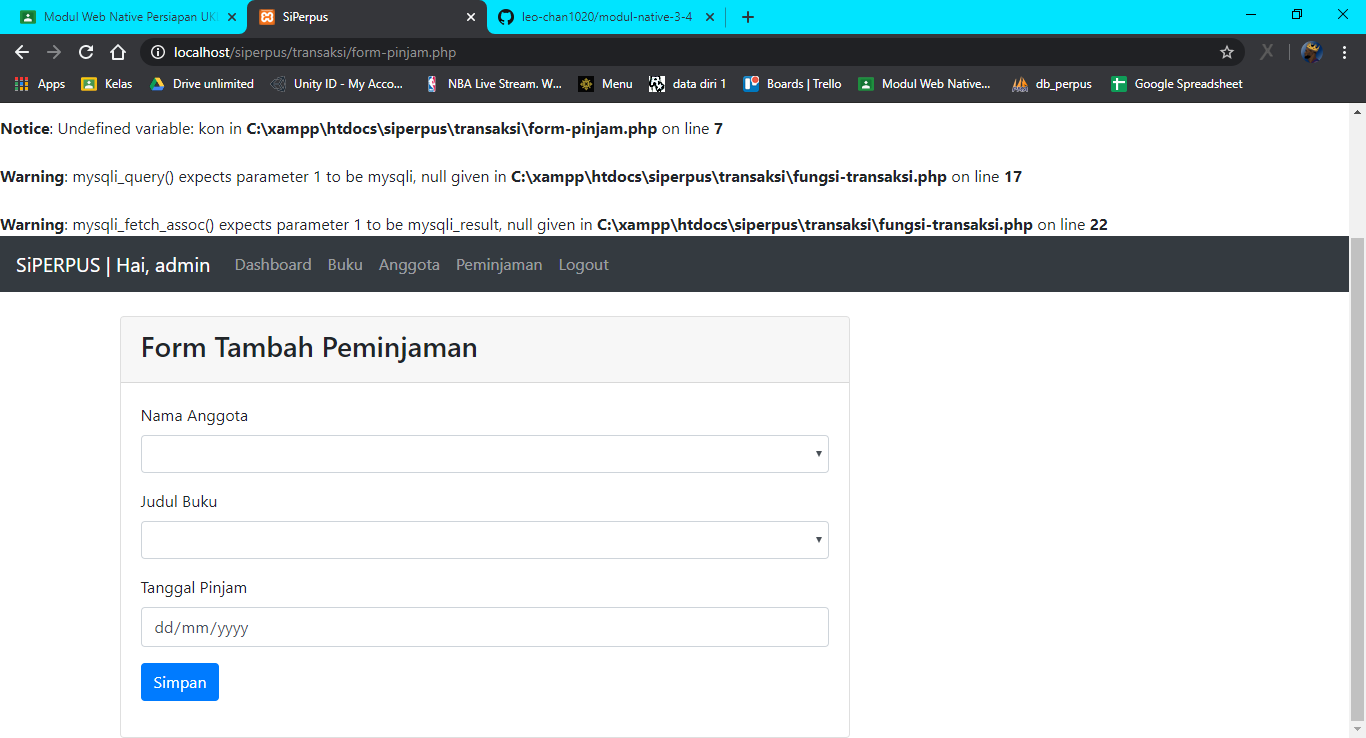 Modul Web Native Persiapan UKI
SiPerpus
leo-chan1020/modul-native-3-4
localhost/siperpus/transaksi/form-pinjam.php
Apps
Kelas
Drive unlimited
Unity ID - My Acco...
NBA Live Stream. W...
Menu
data diri 1
Boards | Trello
Modul Web Native...
db_perpus
Google Spreadsheet
Notice: Undefined variable: kon in C:\xampp\htdocs\siperpus\transaksi\form-pinjam.php on line 7
Warning: mysqli_query() expects parameter 1 to be mysqli, null given in C:\xampp\htdocs\siperpus\transaksi\fungsi-transaksi.php on line 17
Warning: mysqli_fetch_assoc() expects parameter 1 to be mysqli_result, null given in C:\xampp\htdocs\siperpus\transaksi\fungsi-transaksi.php on line 22
SiPERPUS | Hai, admin
Dashboard
Buku
Anggota
Peminjaman
Logout
Form Tambah Peminjaman
Nama Anggota
Judul Buku
Tanggal Pinjam
dd/mm/yyyy
Simpan